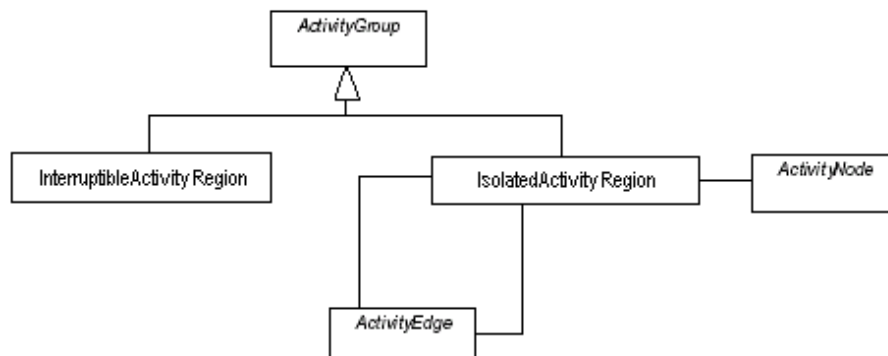 ActivityGroup
InterruptibleActivity Region
IsolatedActivity Region
ActivityNode
ActivityEdge